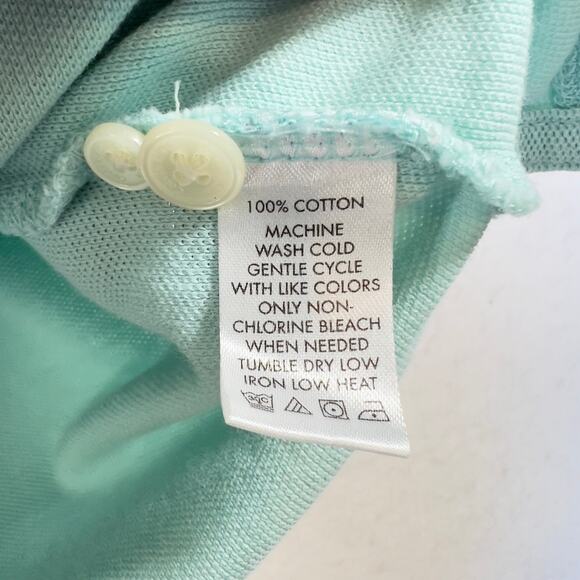 100% COTTON
MACHINE
WASH COLD
GENTLE CYCLE
WITH LIKE COLORS
ONLY NON-
CHLORINE BLEACH
WHEN NEEDED
TUMBLE DRY LOW
IRON LOW HEAT
30C